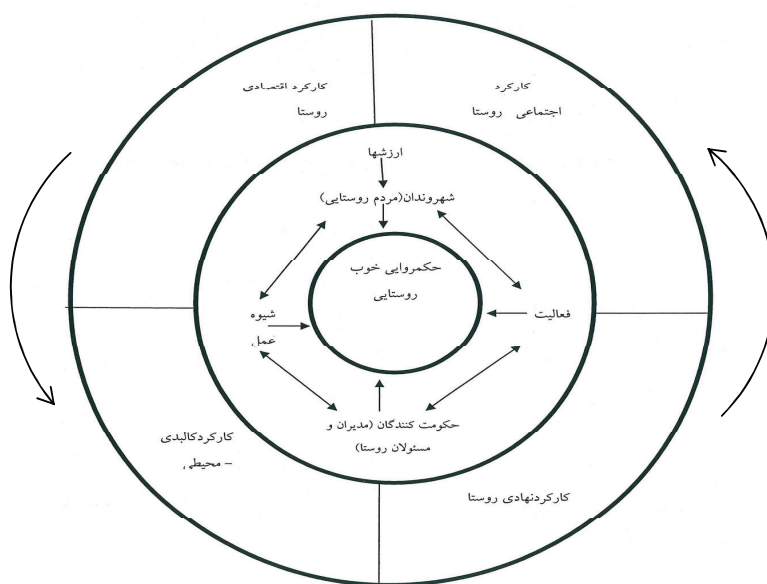 کارکرد
اجتماعی روستا
کارکرد اقتصادی
روستا
ارزشها
شهروندان(مردم روستایی)
حکمروایی خوب
روستایی
فعالیت
شیوه
عمل
حکومت کنندگان (مدیران و
مسئولان روستا)
کارکردکالبدی
– محیطی
کارکردنهادی روستا